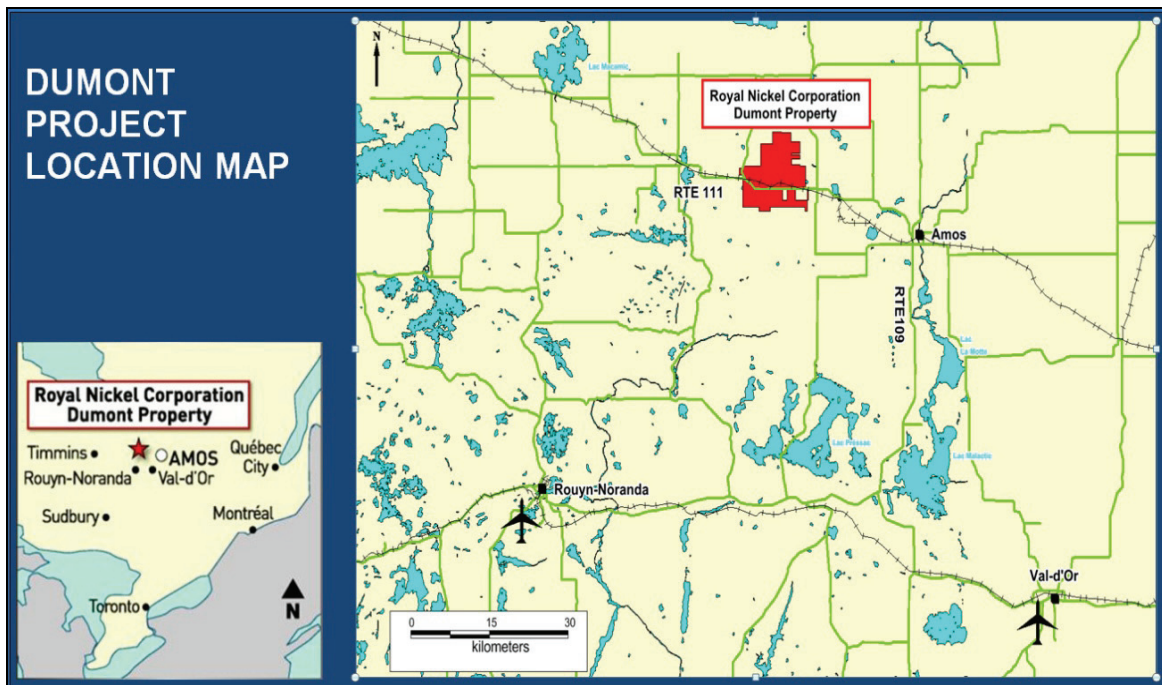 DUMONT
PROJECT
LOCATION MAP
N
Lac Macamic
Royal Nickel Corporation
Dumont Property
RTE 111
Amos
RTE109
Lac
La Motte
Lac Preissac
Lac Malartic
Rouyn-Noranda
Val-d'Or
0 15 30
kilometers
Royal Nickel Corporation
Dumont Property
Timmins
AMOS
Québec
City
Rouyn-Noranda
Val-d'Or
Sudbury
Montréal
Toronto
N